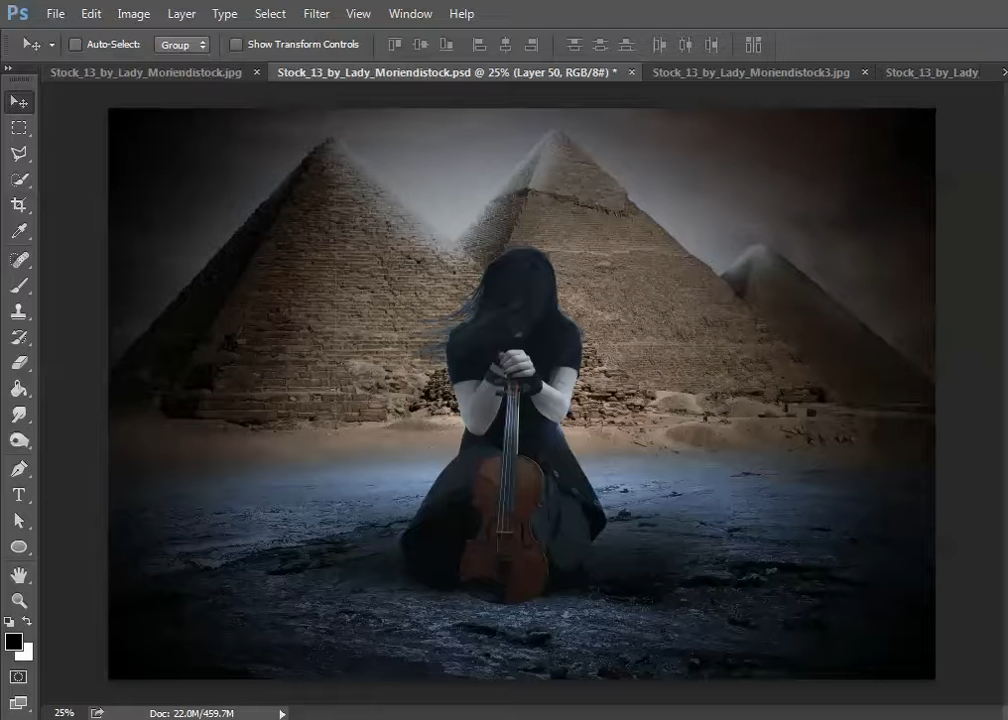 Ps File Edit Image Layer Type Select Filter View Window Help
Auto-Select: Group Show Transform Controls
Stock_13_by_Lady_Moriendistock.jpg × Stock_13_by_Lady_Moriendistock.psd @ 25% (Layer 50, RGB/8#) * × Stock_13_by_Lady_Moriendistock3.jpg × Stock_13_by_Lady
T
25% Doc: 22.0M/459.7M